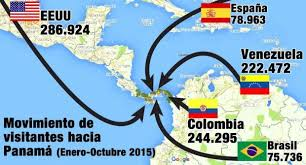 EEUU
286.924
España
78.963
Venezuela
222.472
Movimiento de
visitantes hacia
Panamá (Enero-Octubre 2015)
Colombia
244.295
Brasil
75.736